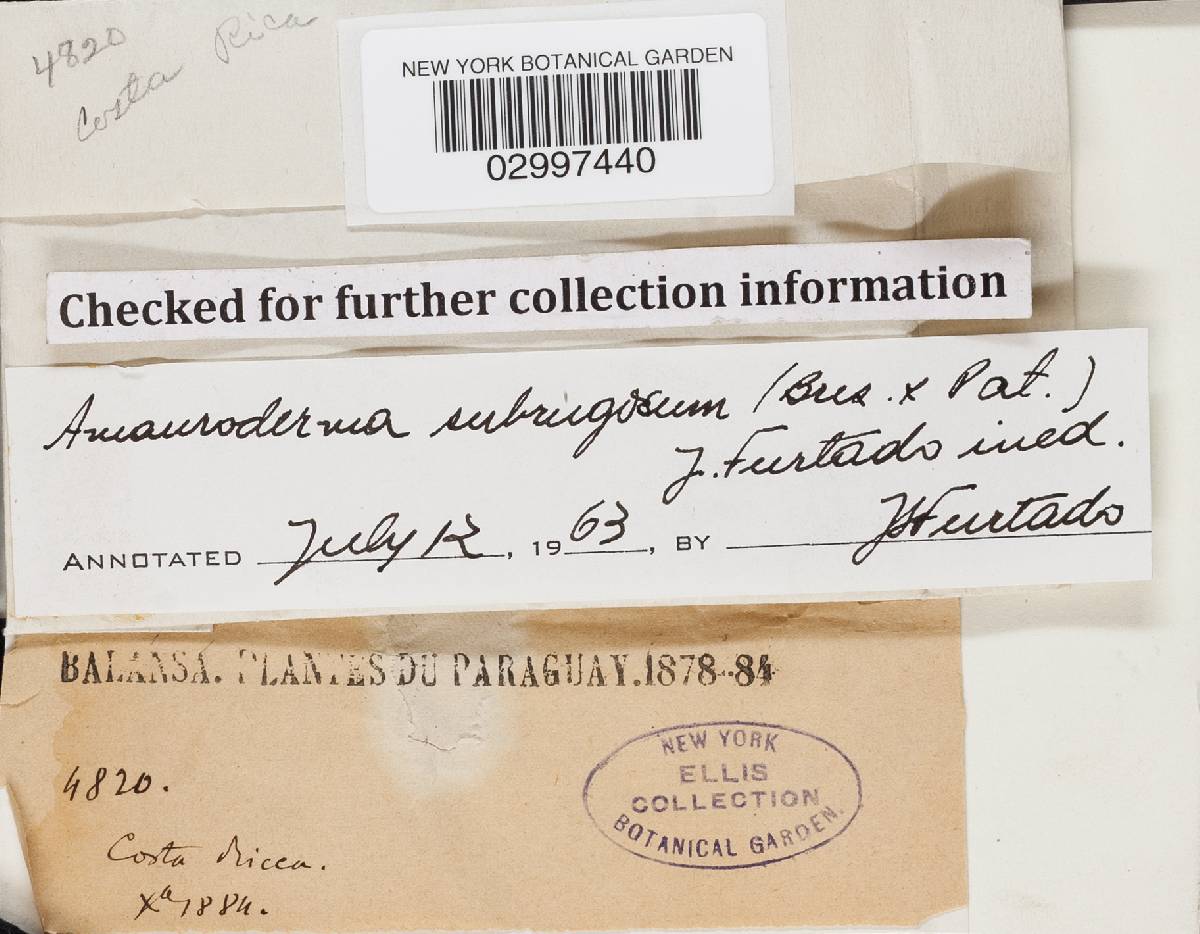 4820
Costa Rica
NEW YORK BOTANICAL GARDEN
02997440
Checked for further collection information
Amauroderma subrugosum (Bres. x Pat.)
J. Furtado ined.
ANNOTATED July 12, 1963, BY JSFurtado
BALANSA. PLANTES DU PARAGUAY. 1878-84
4820.
Costa Ricca.
Xa 1884.
NEW YORK
ELLIS
COLLECTION
BOTANICAL GARDEN.